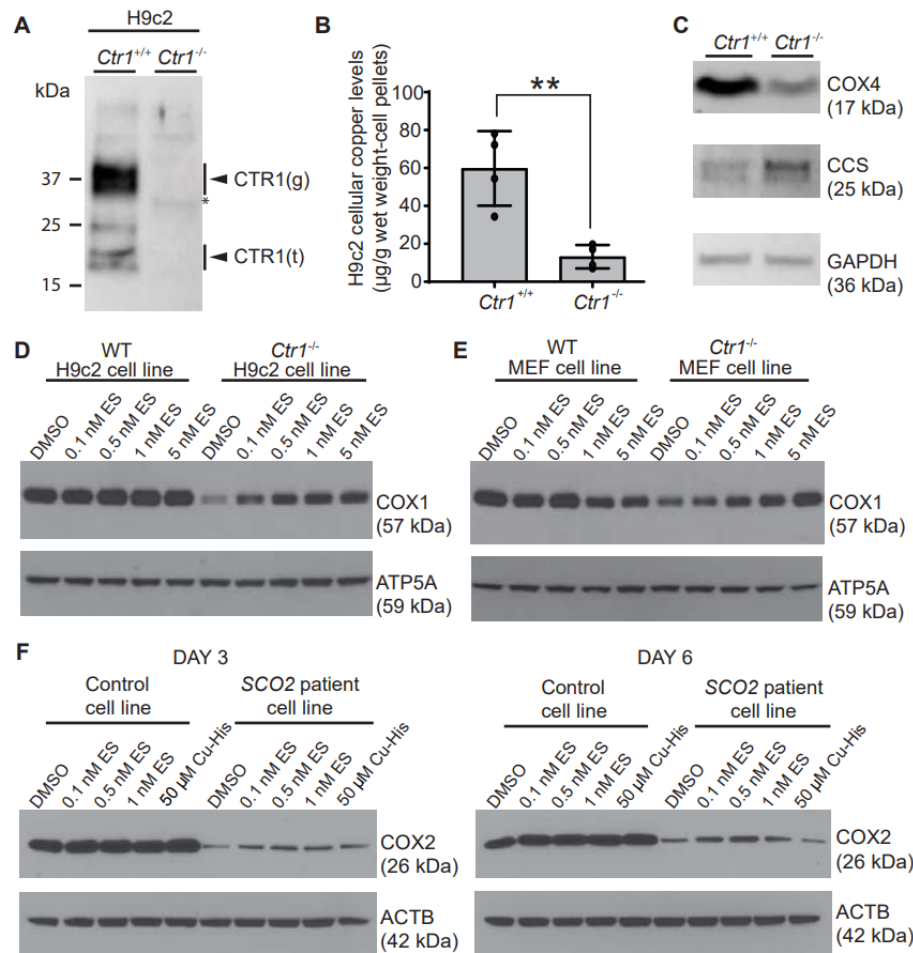 A
H9c2
Ctr1+/+ Ctr1-/-
kDa
37
25
15
CTR1(g)
*
CTR1(t)
B
H9c2 cellular copper levels
(µg/g wet weight-cell pellets)
100
80
60
40
20
10
0
**
Ctr1+/+ Ctr1-/-
C
Ctr1+/+ Ctr1-/-
COX4
(17 kDa)
CCS
(25 kDa)
GAPDH
(36 kDa)
D
WT
H9c2 cell line
Ctr1-/-
H9c2 cell line
DMSO 0.1 nM ES 0.5 nM ES 1 nM ES 5 nM ES DMSO 0.1 nM ES 0.5 nM ES 1 nM ES 5 nM ES
COX1
(57 kDa)
ATP5A
(59 kDa)
E
WT
MEF cell line
Ctr1-/-
MEF cell line
DMSO 0.1 nM ES 0.5 nM ES 1 nM ES 5 nM ES DMSO 0.1 nM ES 0.5 nM ES 1 nM ES 5 nM ES
COX1
(57 kDa)
ATP5A
(59 kDa)
F
DAY 3
Control
cell line
SCO2 patient
cell line
DMSO 0.1 nM ES 0.5 nM ES 1 nM ES 50 µM Cu-His DMSO 0.1 nM ES 0.5 nM ES 1 nM ES 50 µM Cu-His
COX2
(26 kDa)
ACTB
(42 kDa)
DAY 6
Control
cell line
SCO2 patient
cell line
DMSO 0.1 nM ES 0.5 nM ES 1 nM ES 50 µM Cu-His DMSO 0.1 nM ES 0.5 nM ES 1 nM ES 50 µM Cu-His
COX2
(26 kDa)
ACTB
(42 kDa)